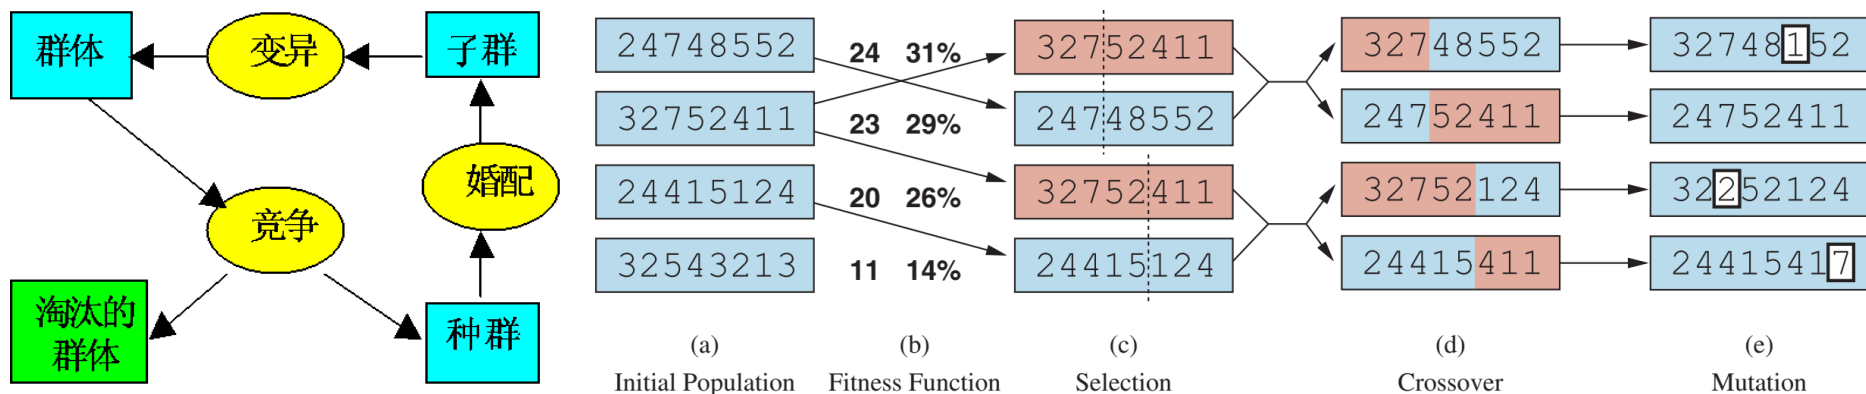 群体
变异
子群
婚配
竞争
淘汰的
群体
种群
24748552
32752411
24415124
32543213
(a)
Initial Population
24 31%
23 29%
20 26%
11 14%
(b)
Fitness Function
32752411
24748552
32752411
24415124
(c)
Selection
32748552
24752411
32752124
24415411
(d)
Crossover
32748152
24752411
32252124
24415417
(e)
Mutation